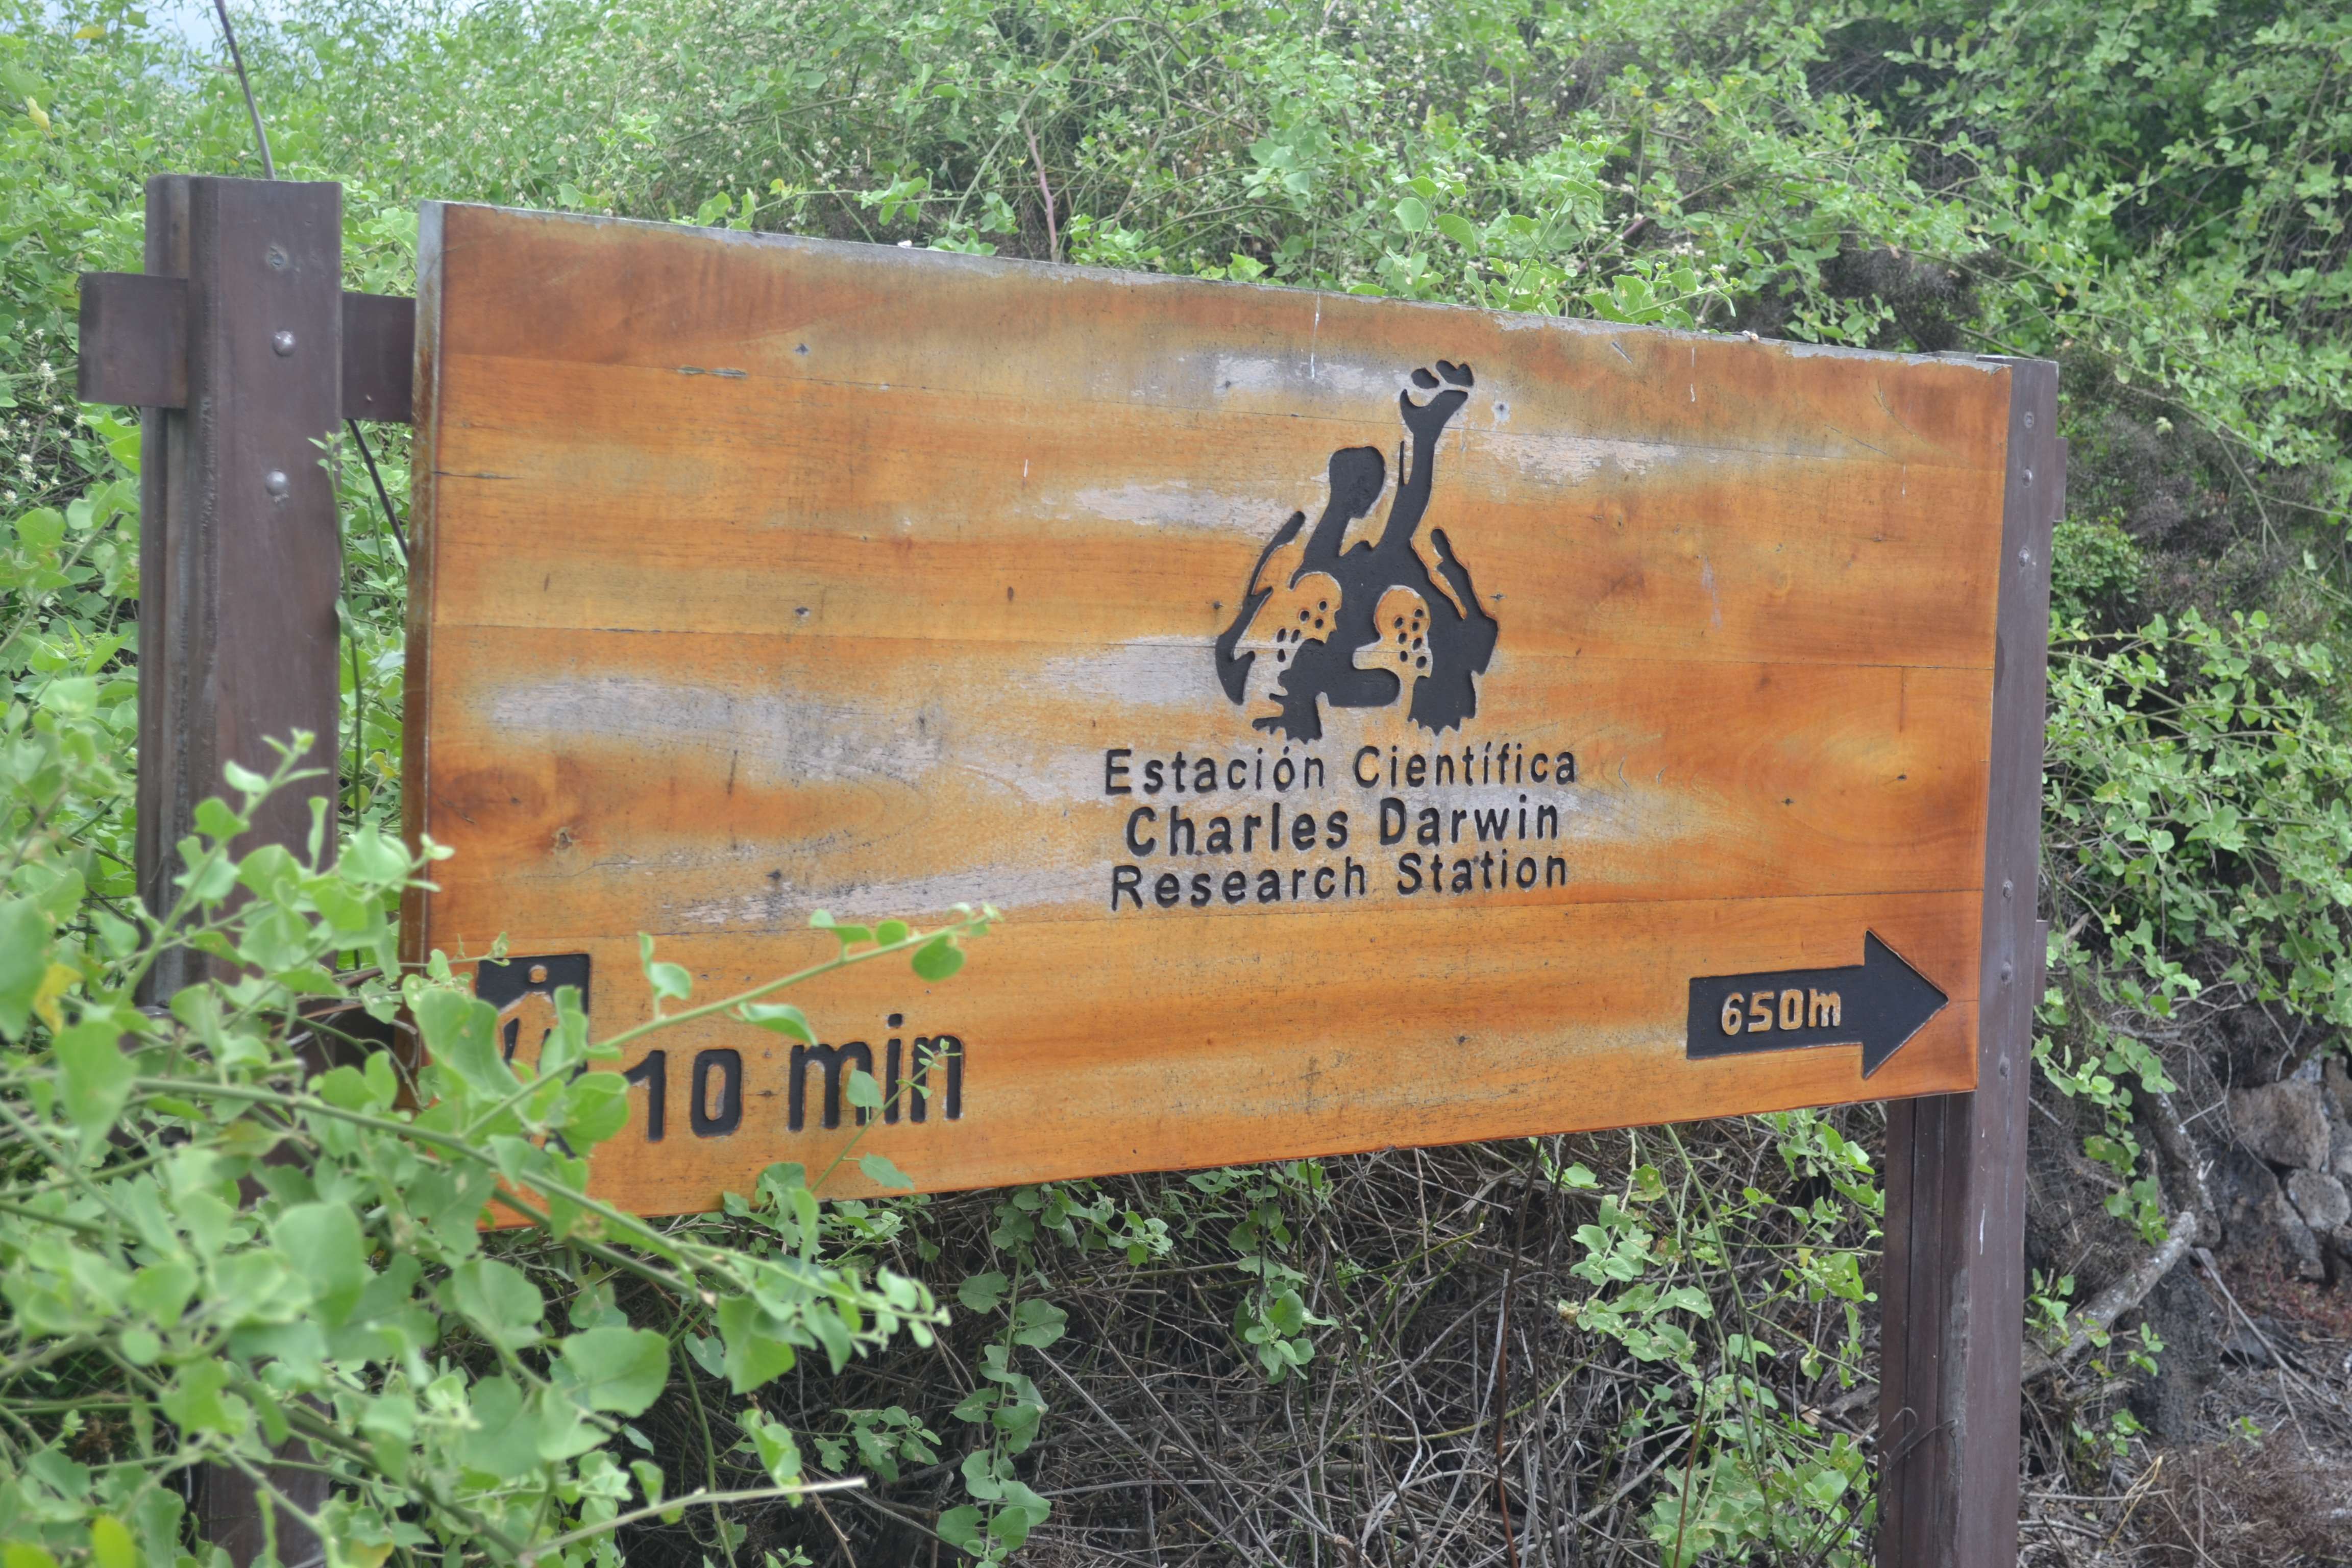 Estación Científica
Charles Darwin
Research Station
10 min
650m